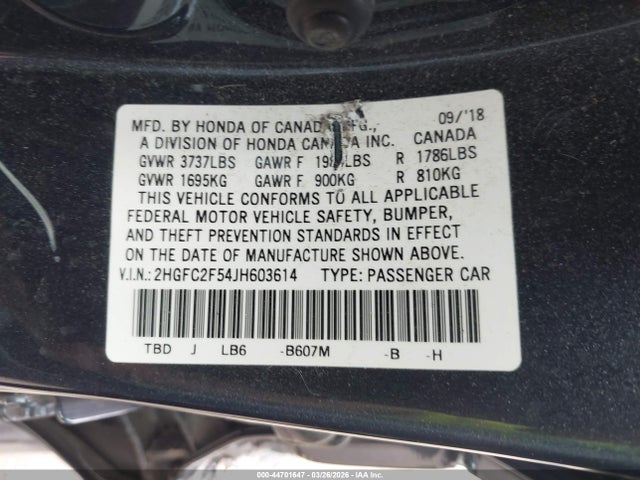 MFD. BY HONDA OF CANADA MFG., 09/'18
A DIVISION OF HONDA CANADA INC. CANADA
GVWR 3737LBS GAWR F LBS R 1786LBS
GVWR 1695KG GAWR F 900KG R 810KG
THIS VEHICLE CONFORMS TO ALL APPLICABLE
FEDERAL MOTOR VEHICLE SAFETY, BUMPER,
AND THEFT PREVENTION STANDARDS IN EFFECT
ON THE DATE OF MANUFACTURE SHOWN ABOVE.
V.I.N.: 2HGFC2F54JH603614 TYPE: PASSENGER CAR
TBD J LB6 -B607M -B -H
000-44701647 | 03/26/2026 | IAA Inc.